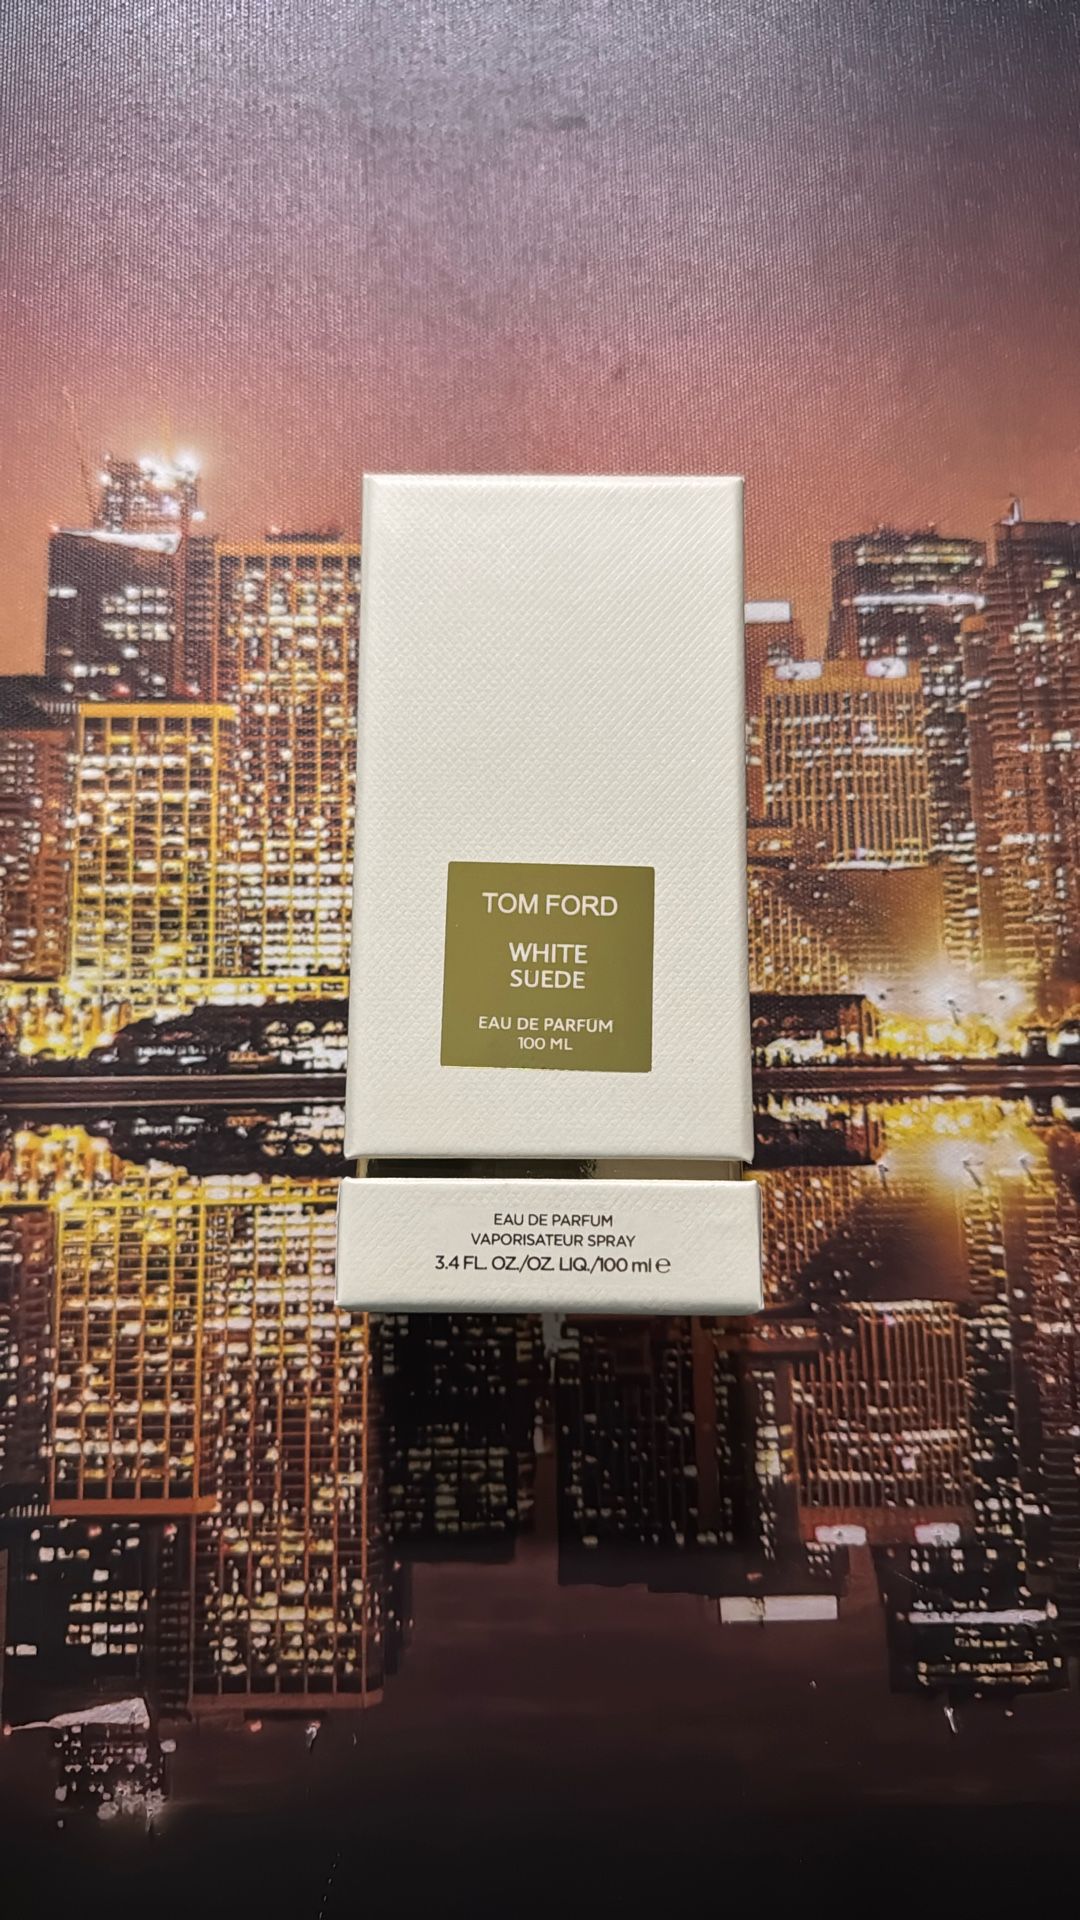 TOM FORD
WHITE
SUEDE
EAU DE PARFUM
100 ML
EAU DE PARFUM
VAPORISATEUR SPRAY
3.4 FL. OZ./OZ. LIQ./100 ml ℮